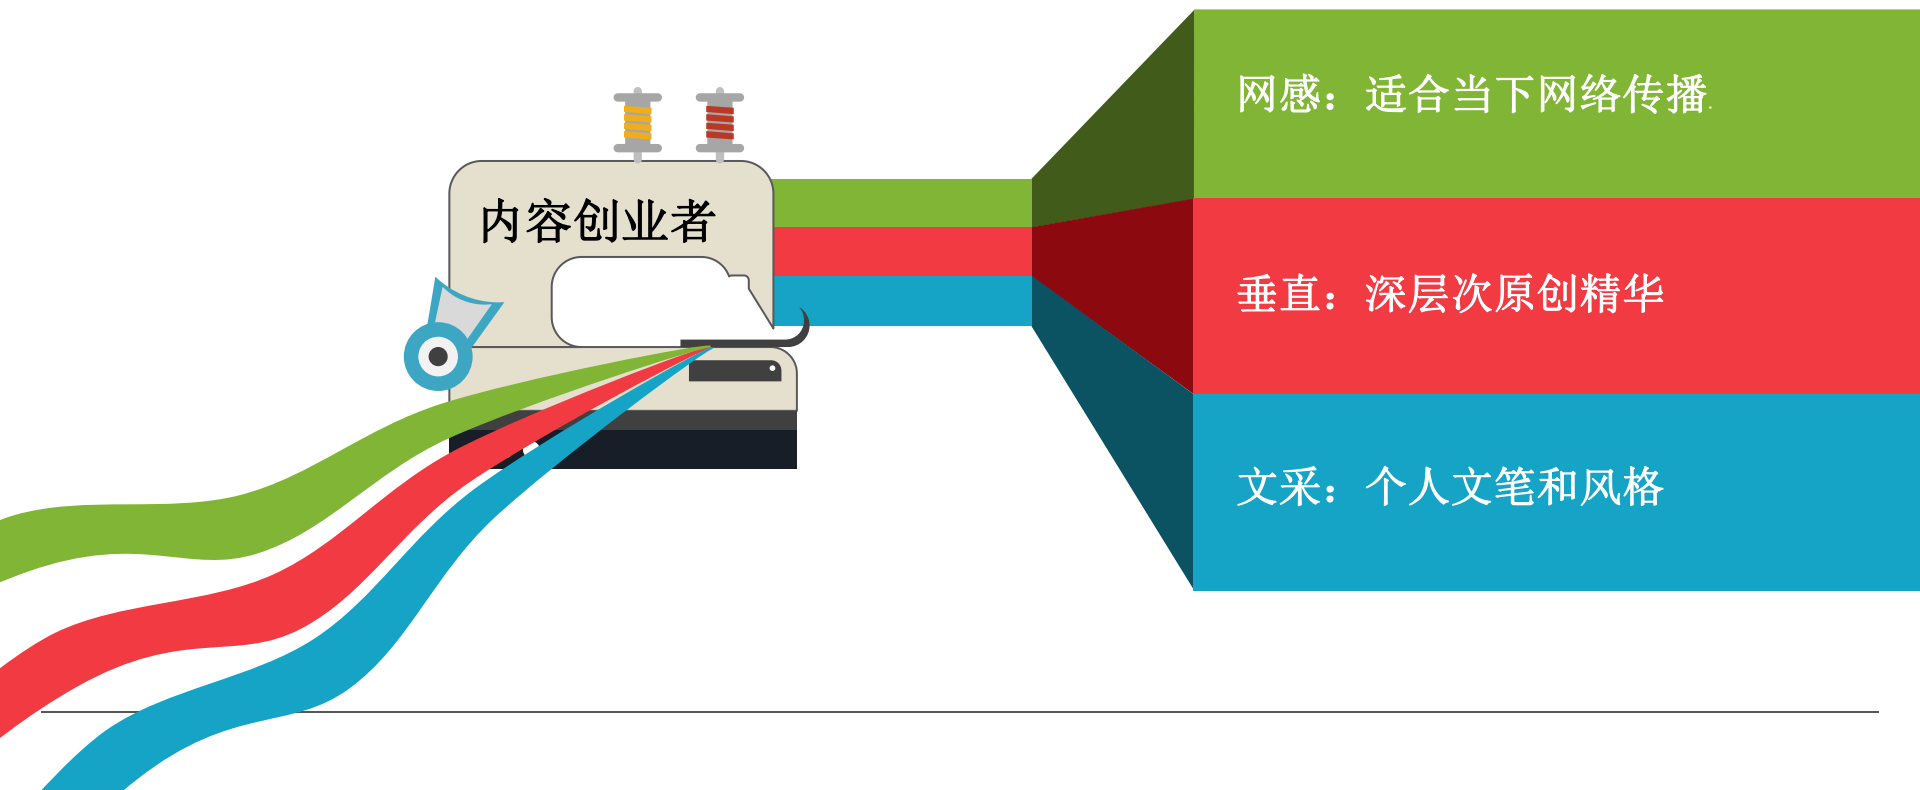 内容创业者
网感：适合当下网络传播.
垂直：深层次原创精华
文采：个人文笔和风格